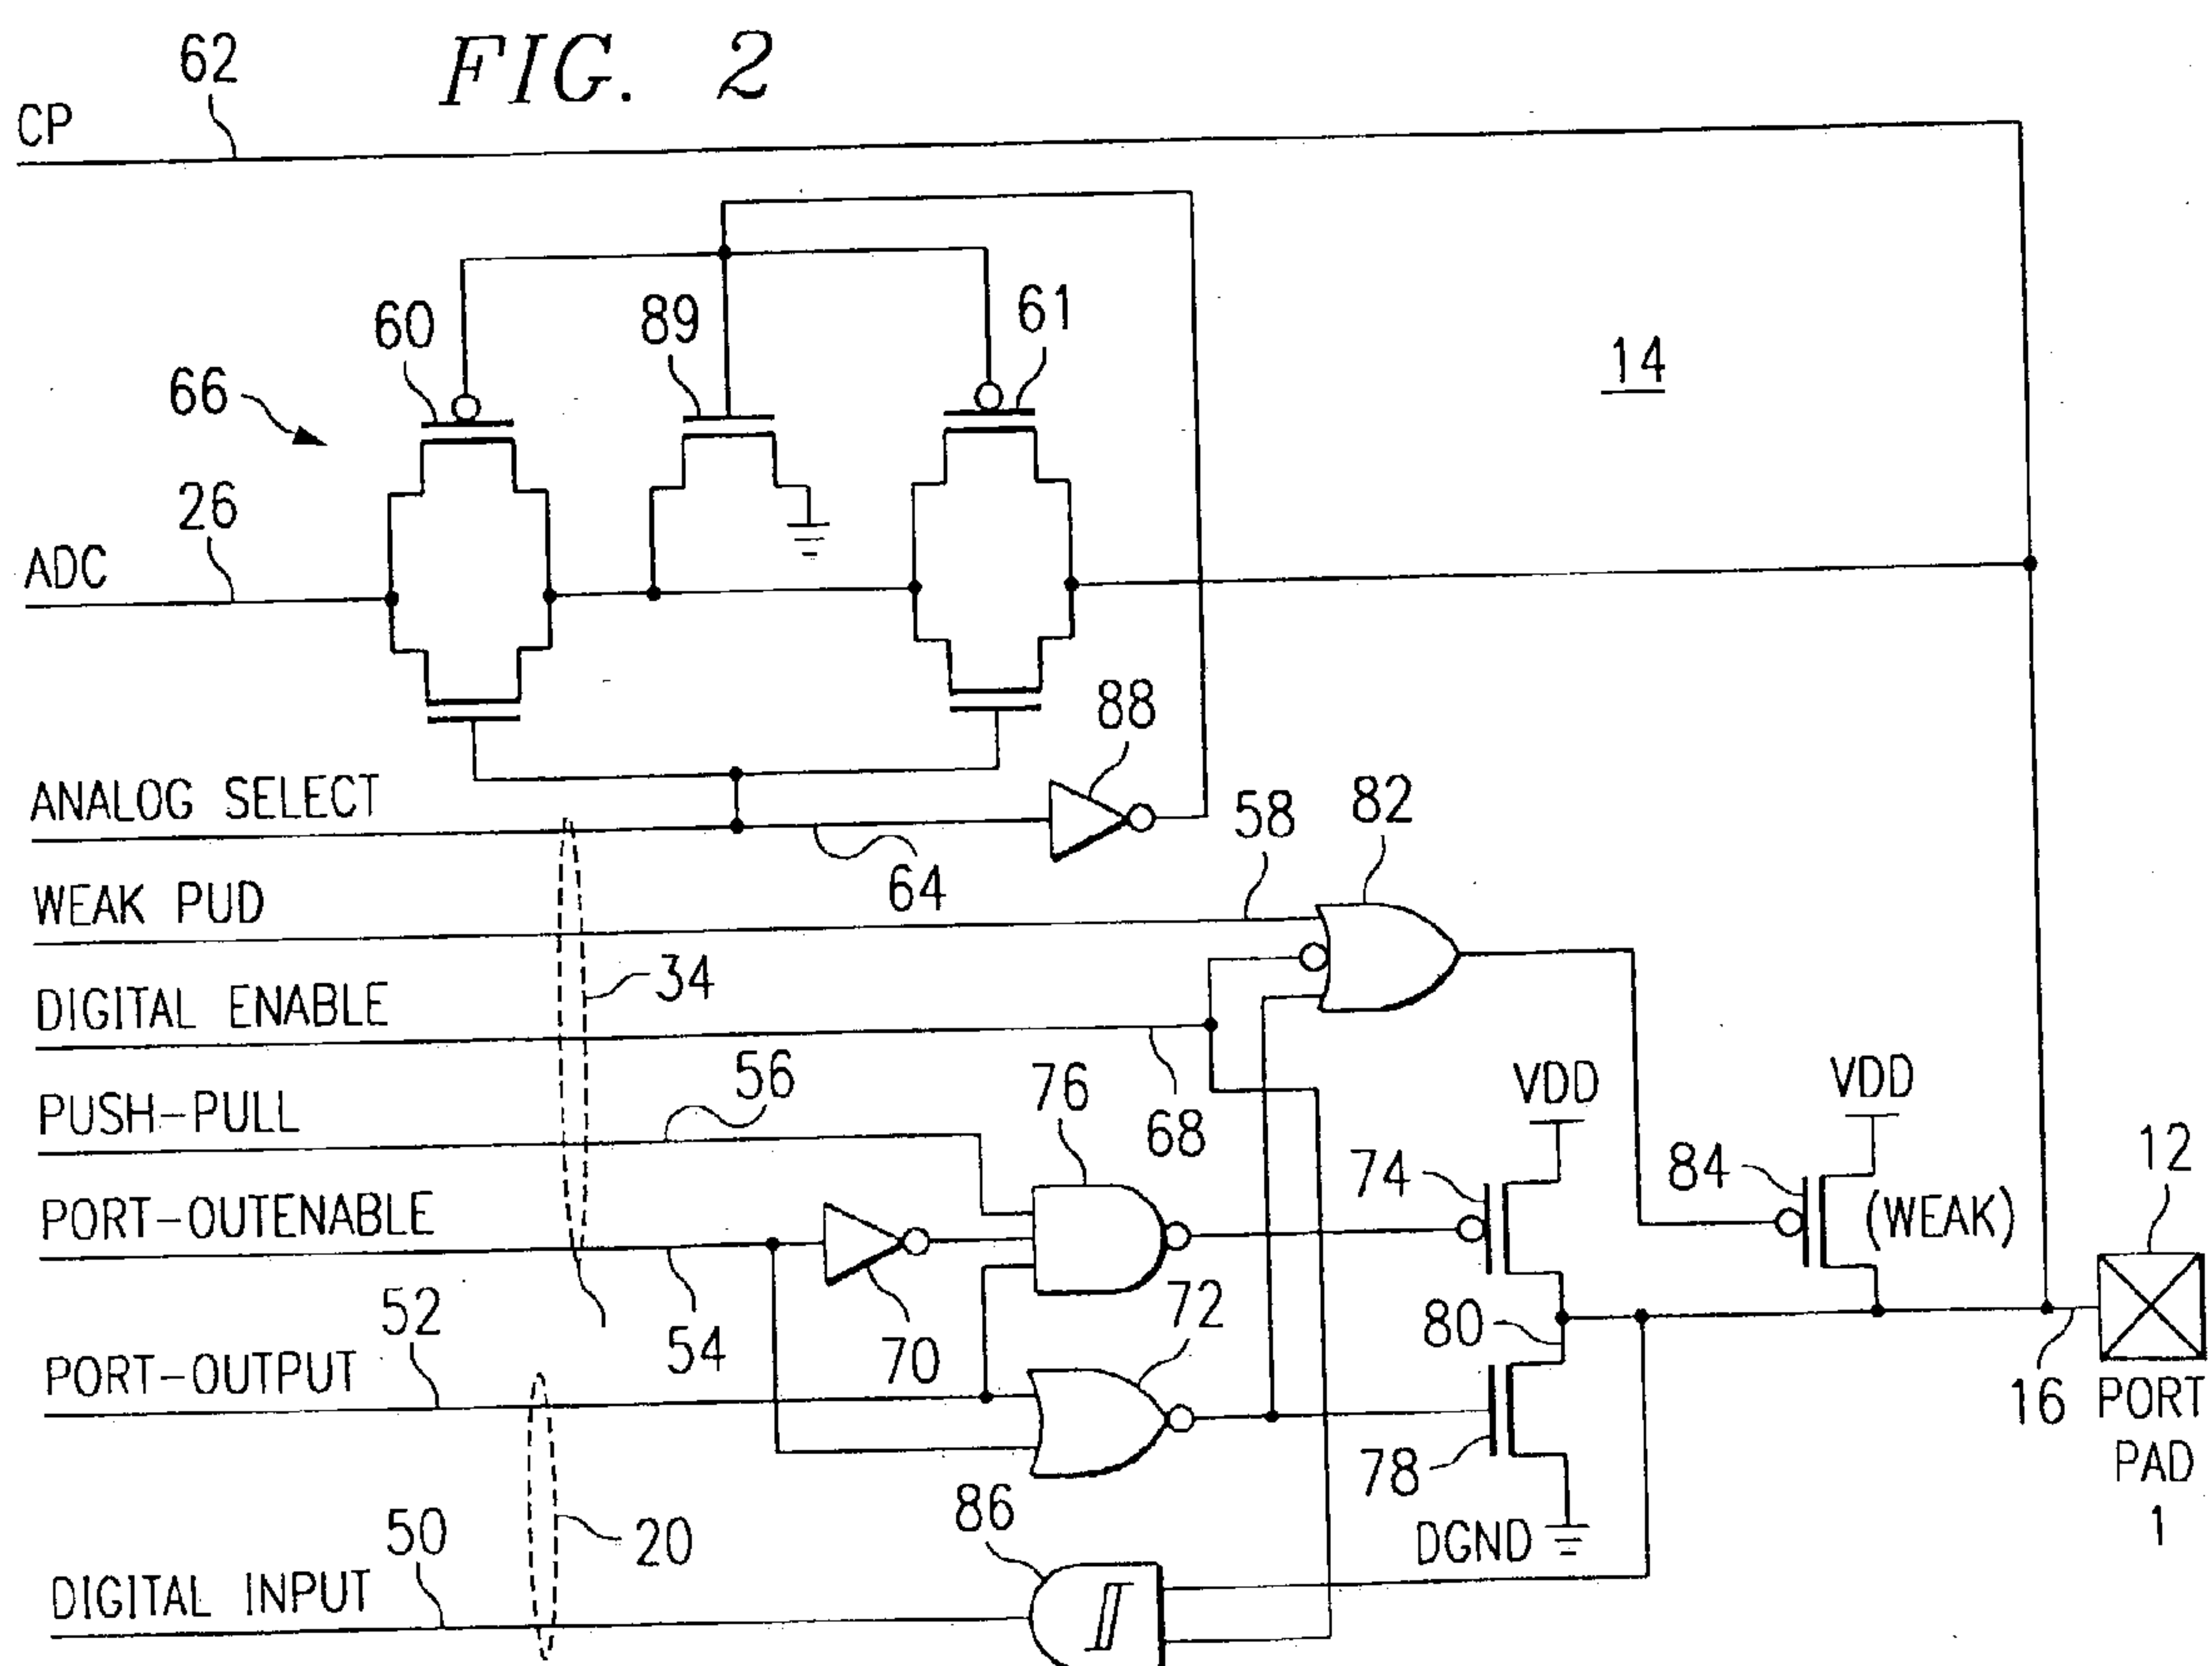 FIG. 2
62
CP
60
89
61
14
66
26
ADC
88
ANALOG SELECT
82
58
64
WEAK PUD
34
DIGITAL ENABLE
56
76
68
VDD
VDD
PUSH-PULL
74
84
12
(WEAK)
PORT-OUTENABLE
52
54
70
72
80
PORT-OUTPUT
16
PORT
PAD
1
78
86
DGND
50
20
DIGITAL INPUT